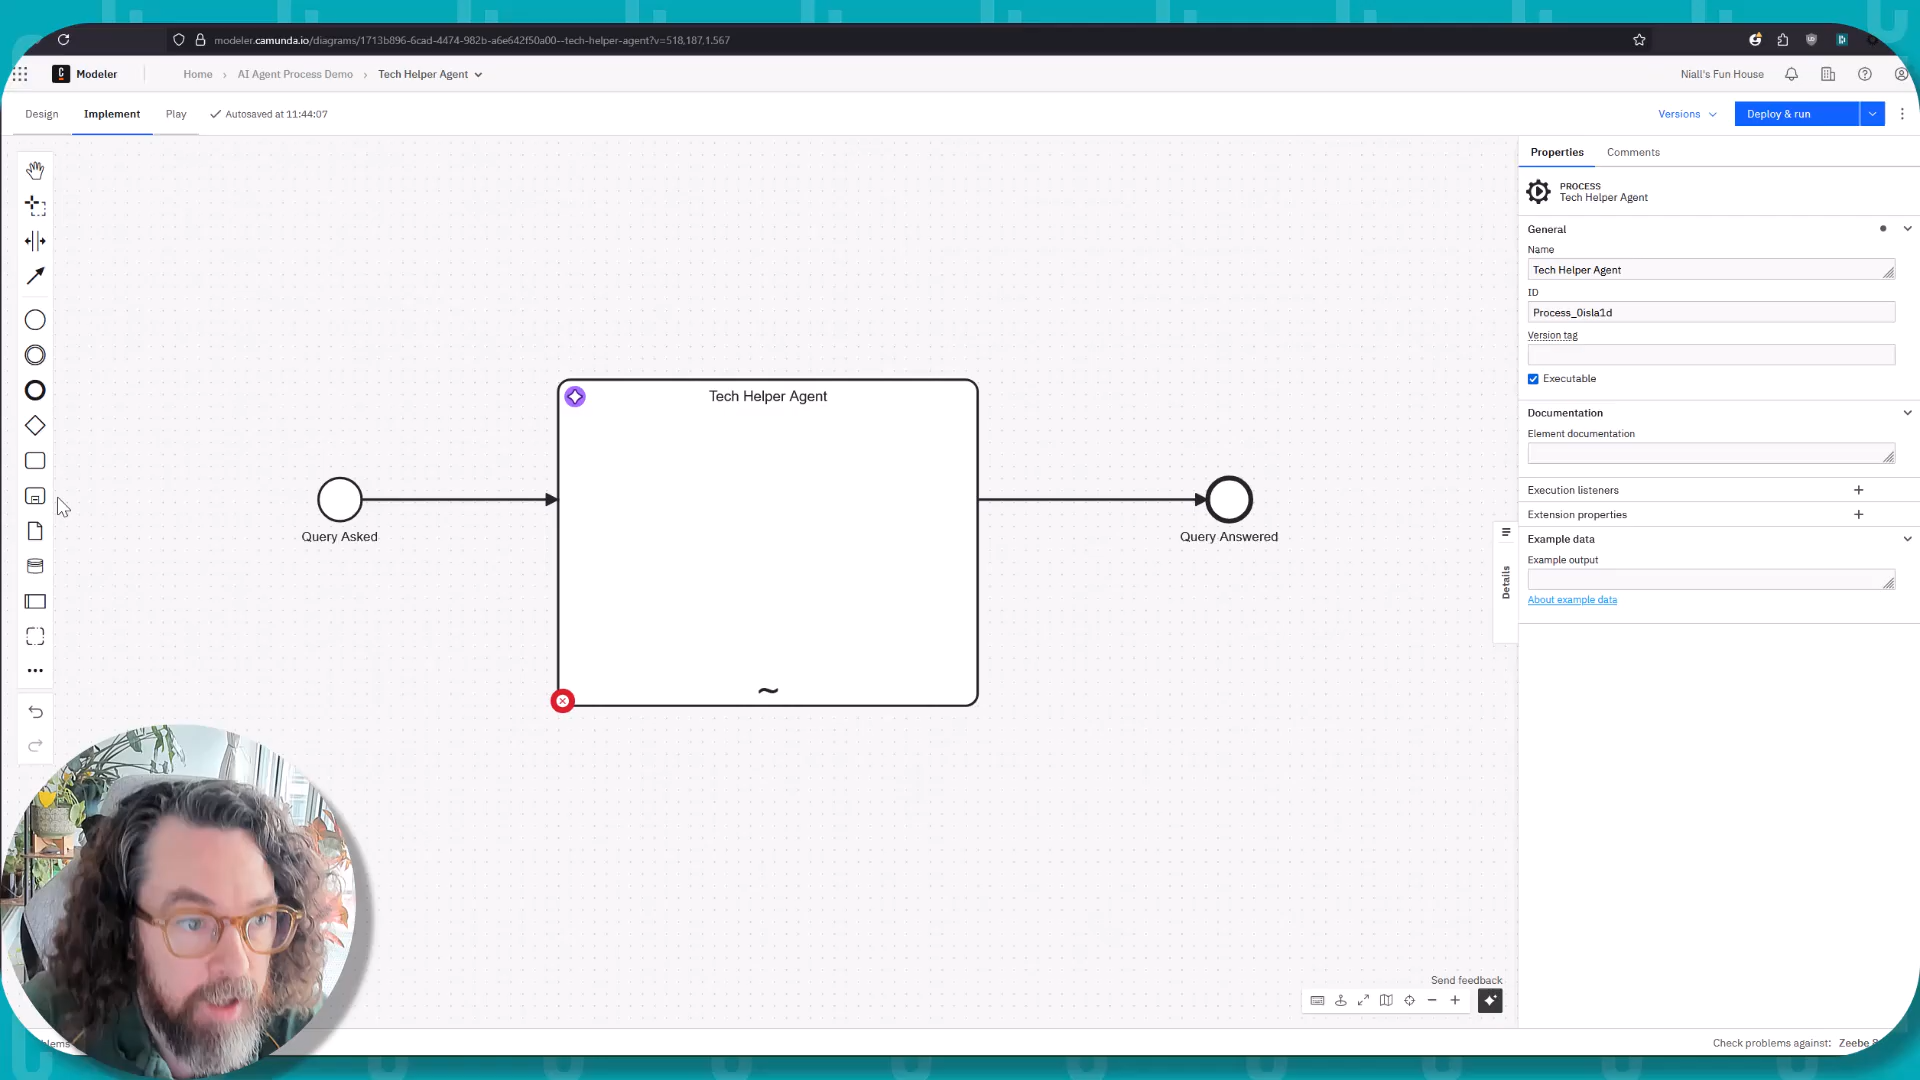 modeler.camunda.io/diagrams/1713b896-6cad-4474-982b-a6e642f50a00--tech-helper-agent?v=518,187,1.567
Modeler
Home › AI Agent Process Demo › Tech Helper Agent
Niall's Fun House
Design
Implement
Play
Autosaved at 11:44:07
Versions
Deploy & run
Properties
Comments
PROCESS
Tech Helper Agent
General
Name
Tech Helper Agent
ID
Process_0isla1d
Version tag
Executable
Documentation
Element documentation
Execution listeners
Extension properties
Example data
Example output
About example data
Details
Tech Helper Agent
Query Asked
Query Answered
Send feedback
Check problems against:
Zeebe